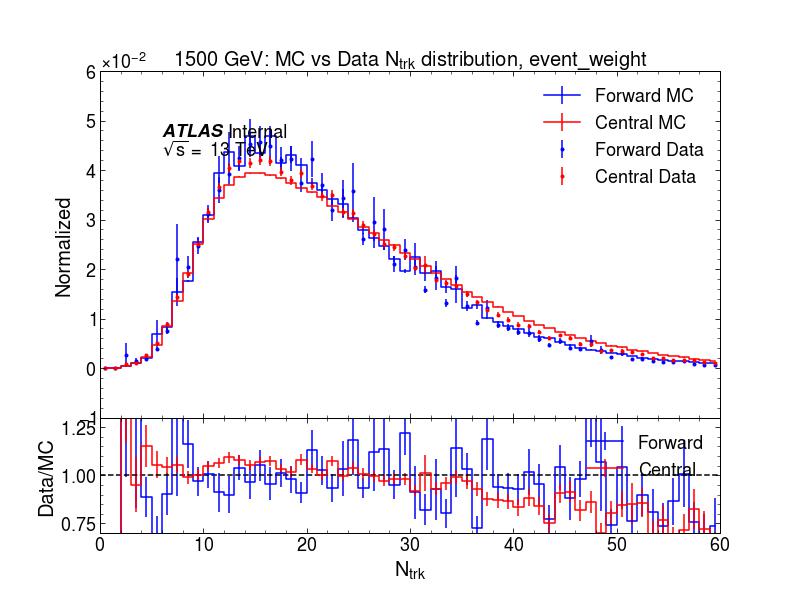 ×10⁻²
1500 GeV: MC vs Data Nₜᵣₖ distribution, event_weight
6
5
4
3
2
1
0
−1
Normalized
ATLAS Internal
√s = 13 TeV
Forward MC
Central MC
Forward Data
Central Data
1.25
1.00
0.75
Data/MC
Forward
Central
0 10 20 30 40 50 60
Nₜᵣₖ